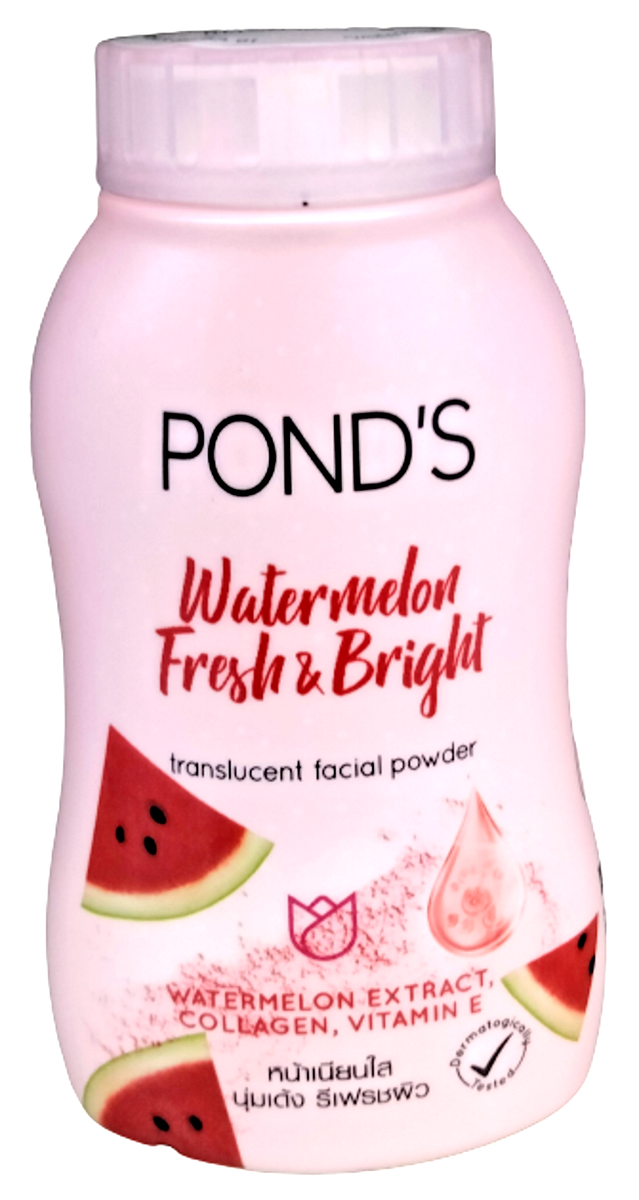 POND'S
Watermelon
Fresh & Bright
translucent facial powder
WATERMELON EXTRACT,
COLLAGEN, VITAMIN E
Dermatogically
Tested
หน้าเนียนใส
นุ่มเด้ง รีเฟรชผิว